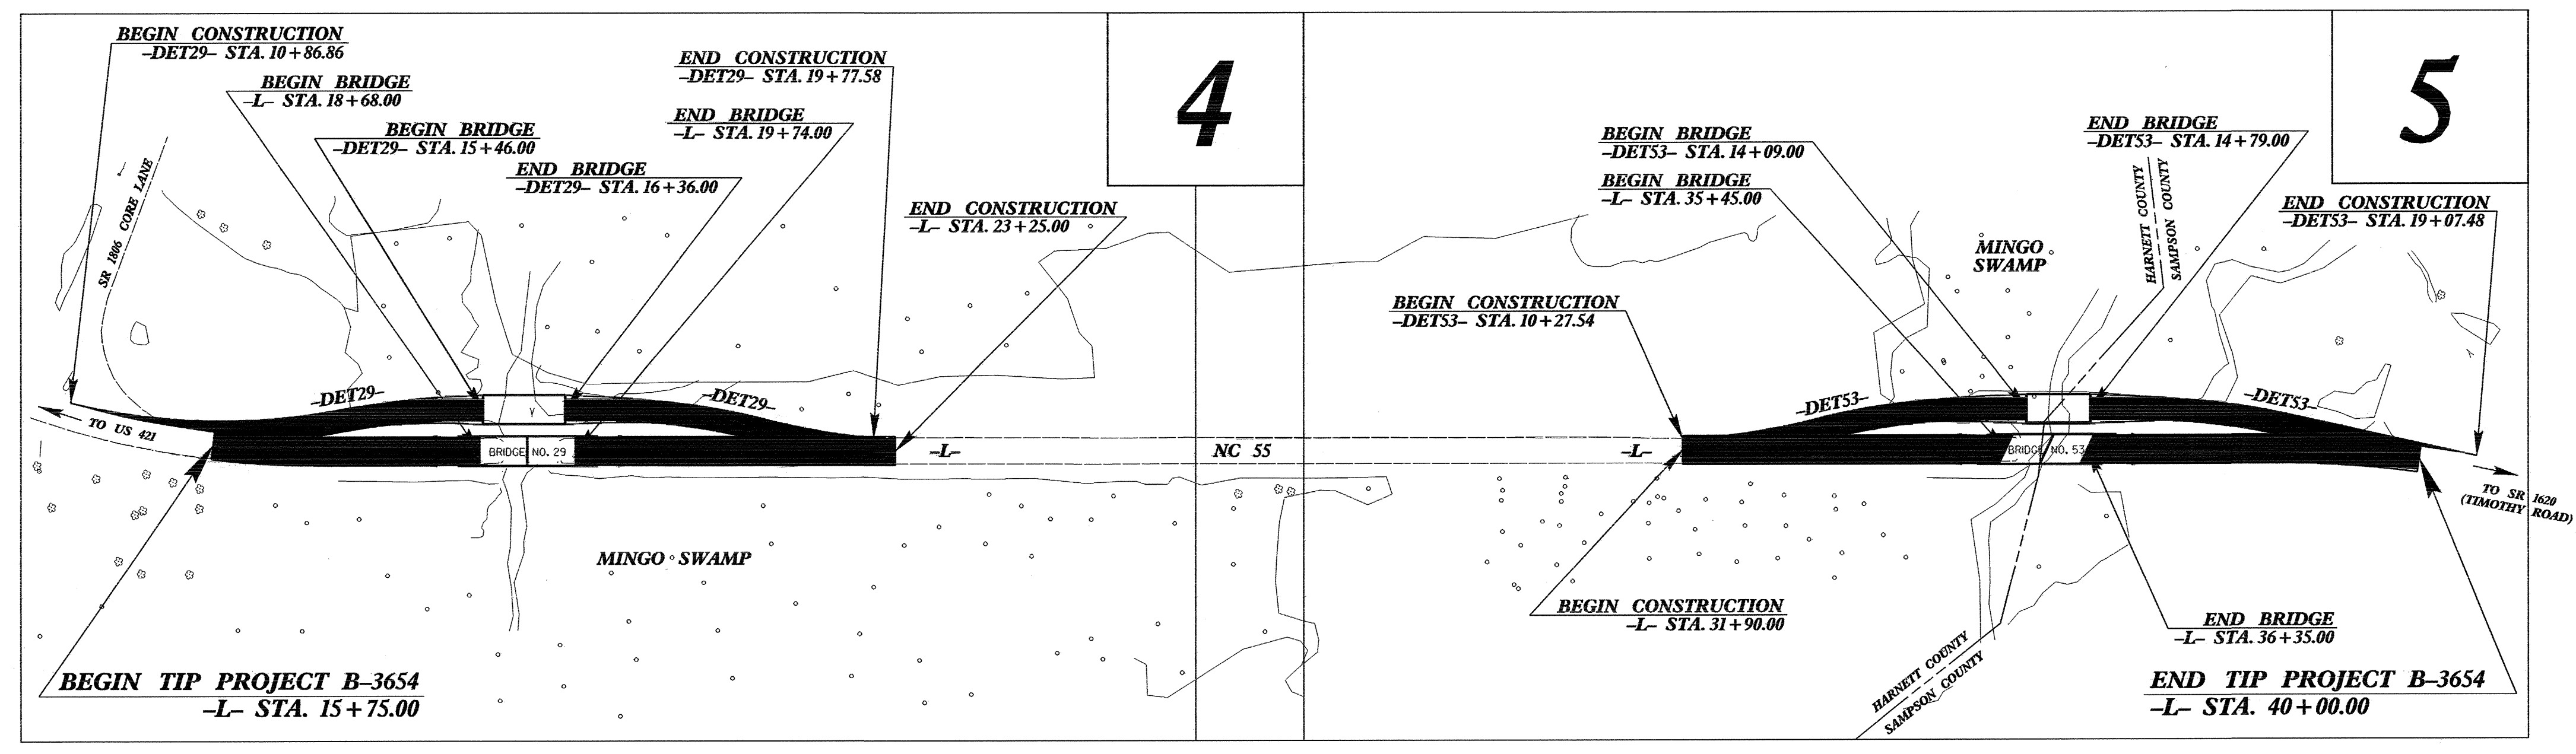 BEGIN CONSTRUCTION
–DET29– STA. 10+86.86
BEGIN BRIDGE
–L– STA. 18+68.00
BEGIN BRIDGE
–DET29– STA. 15+46.00
END BRIDGE
–DET29– STA. 16+36.00
END CONSTRUCTION
–DET29– STA. 19+77.58
END BRIDGE
–L– STA. 19+74.00
END CONSTRUCTION
–L– STA. 23+25.00
4
SR 1806 CORE LANE
–DET29–
–DET29–
TO US 421
BRIDGE NO. 29
–L–
NC 55
MINGO SWAMP
BEGIN TIP PROJECT B–3654
–L– STA. 15+75.00
5
BEGIN BRIDGE
–DET53– STA. 14+09.00
BEGIN BRIDGE
–L– STA. 35+45.00
END BRIDGE
–DET53– STA. 14+79.00
HARNETT COUNTY
SAMPSON COUNTY
END CONSTRUCTION
–DET53– STA. 19+07.48
MINGO
SWAMP
BEGIN CONSTRUCTION
–DET53– STA. 10+27.54
–DET53–
–DET53–
–L–
BRIDGE NO. 53
TO SR 1620
(TIMOTHY ROAD)
BEGIN CONSTRUCTION
–L– STA. 31+90.00
END BRIDGE
–L– STA. 36+35.00
HARNETT COUNTY
SAMPSON COUNTY
END TIP PROJECT B–3654
–L– STA. 40+00.00